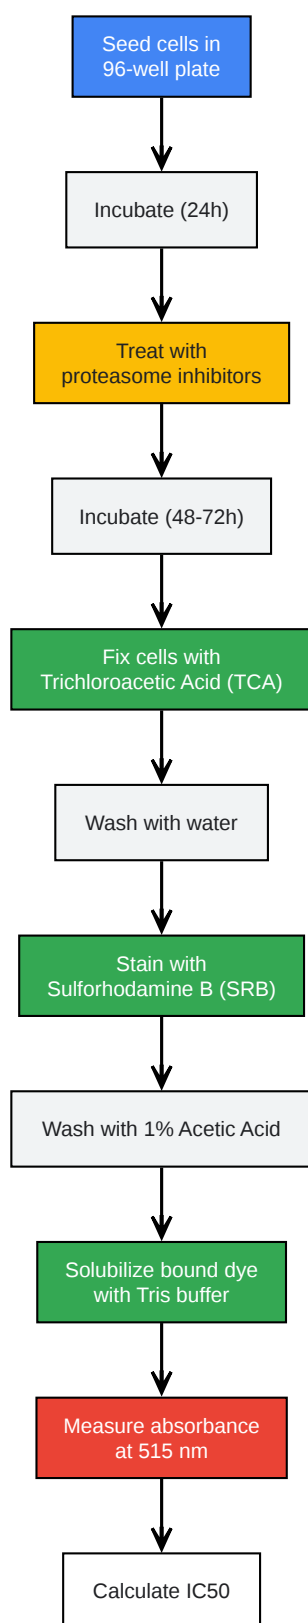 Seed cells in
96-well plate
Incubate (24h)
Treat with
proteasome inhibitors
Incubate (48-72h)
Fix cells with
Trichloroacetic Acid (TCA)
Wash with water
Stain with
Sulforhodamine B (SRB)
Wash with 1% Acetic Acid
Solubilize bound dye
with Tris buffer
Measure absorbance
at 515 nm
Calculate IC50